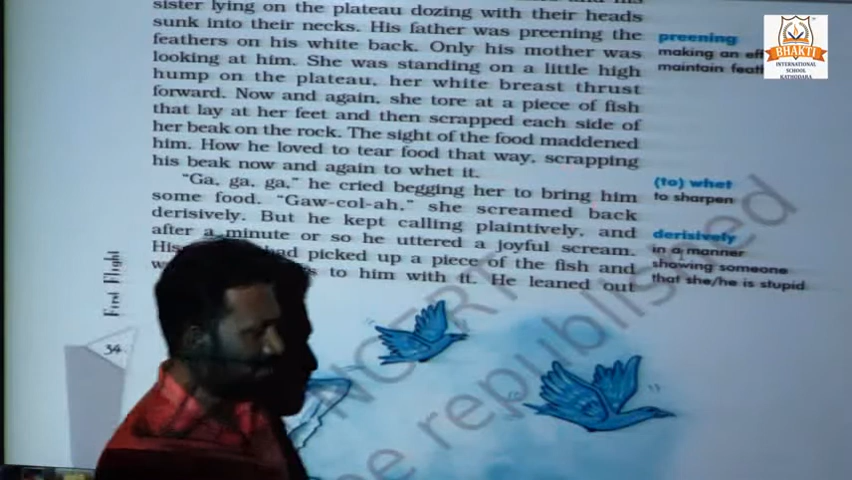 sister lying on the plateau dozing with their heads
sunk into their necks. His father was preening the
feathers on his white back. Only his mother was
looking at him. She was standing on a little high
hump on the plateau, her white breast thrust
forward. Now and again, she tore at a piece of fish
that lay at her feet and then scrapped each side of
her beak on the rock. The sight of the food maddened
him. How he loved to tear food that way, scrapping
his beak now and again to whet it.
"Ga, ga, ga," he cried begging her to bring him
some food. "Gaw-col-ah," she screamed back
derisively. But he kept calling plaintively, and
after a minute or so he uttered a joyful scream.
His had picked up a piece of the fish and
to him with it. He leaned out
preening
making an
maintain
(to) whet
to sharpen
derisively
in a manner
showing someone
that she/he is stupid
First Flight
34
NCERT
be republished
BHAKTI
INTERNATIONAL
SCHOOL
KATHODARA